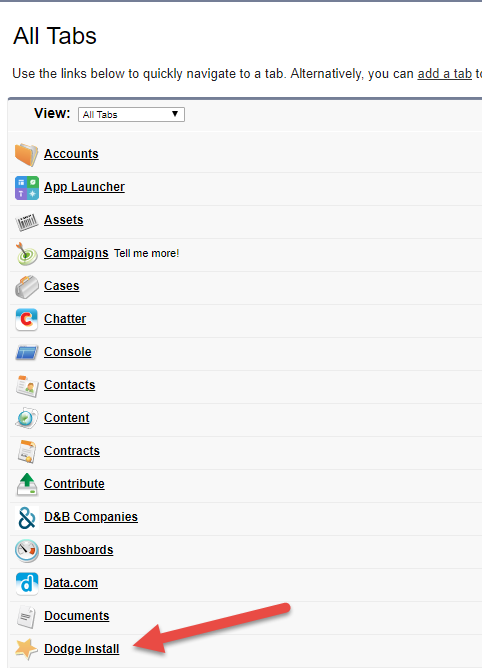 All Tabs
Use the links below to quickly navigate to a tab. Alternatively, you can add a tab to
View: All Tabs
Accounts
App Launcher
Assets
Campaigns Tell me more!
Cases
Chatter
Console
Contacts
Content
Contracts
Contribute
D&B Companies
Dashboards
Data.com
Documents
Dodge Install